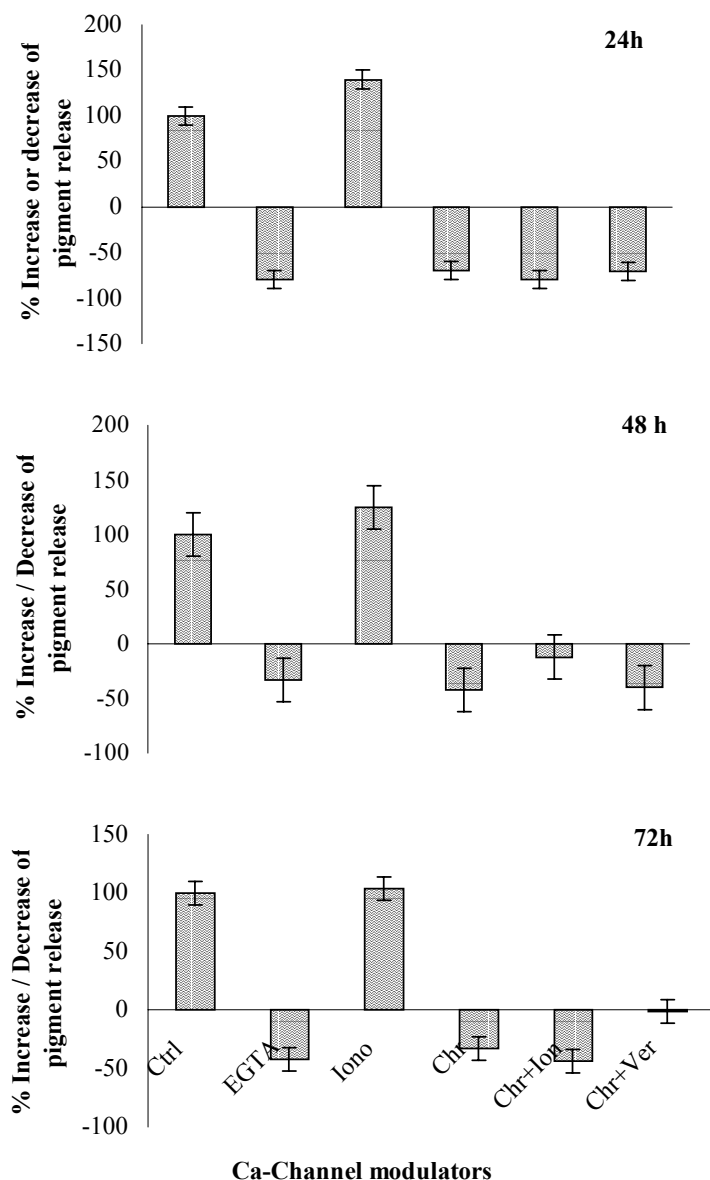 200
24h
150
100
50
0
-50
-100
-150
% Increase or decrease of
pigment release
200
48 h
150
100
50
0
-50
-100
% Increase / Decrease of
pigment release
150
72h
100
50
0
-50
-100
% Increase / Decrease of
pigment release
Ctrl
EGTA
Iono
Chr
Chr+Ion
Chr+Ver
Ca-Channel modulators